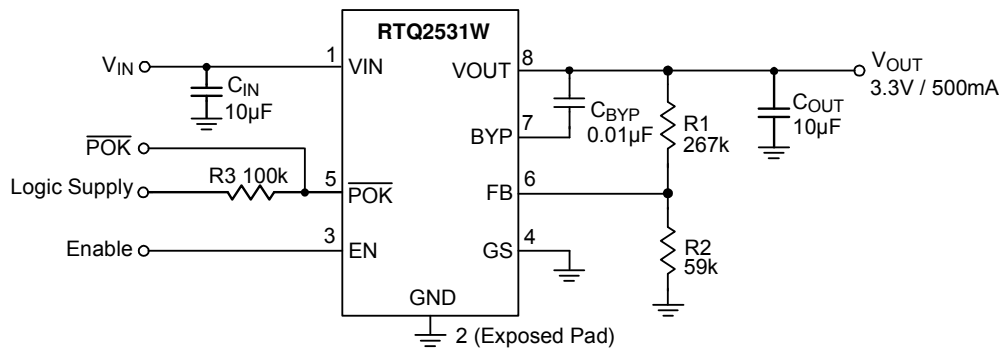 RTQ2531W
VIN
1
VIN
CIN
10µF
POK
Logic Supply
R3 100k
5
POK
Enable
3
EN
GND
2 (Exposed Pad)
VOUT
8
BYP
7
CBYP
0.01µF
FB
6
GS
4
R1
267k
R2
59k
COUT
10µF
VOUT
3.3V / 500mA